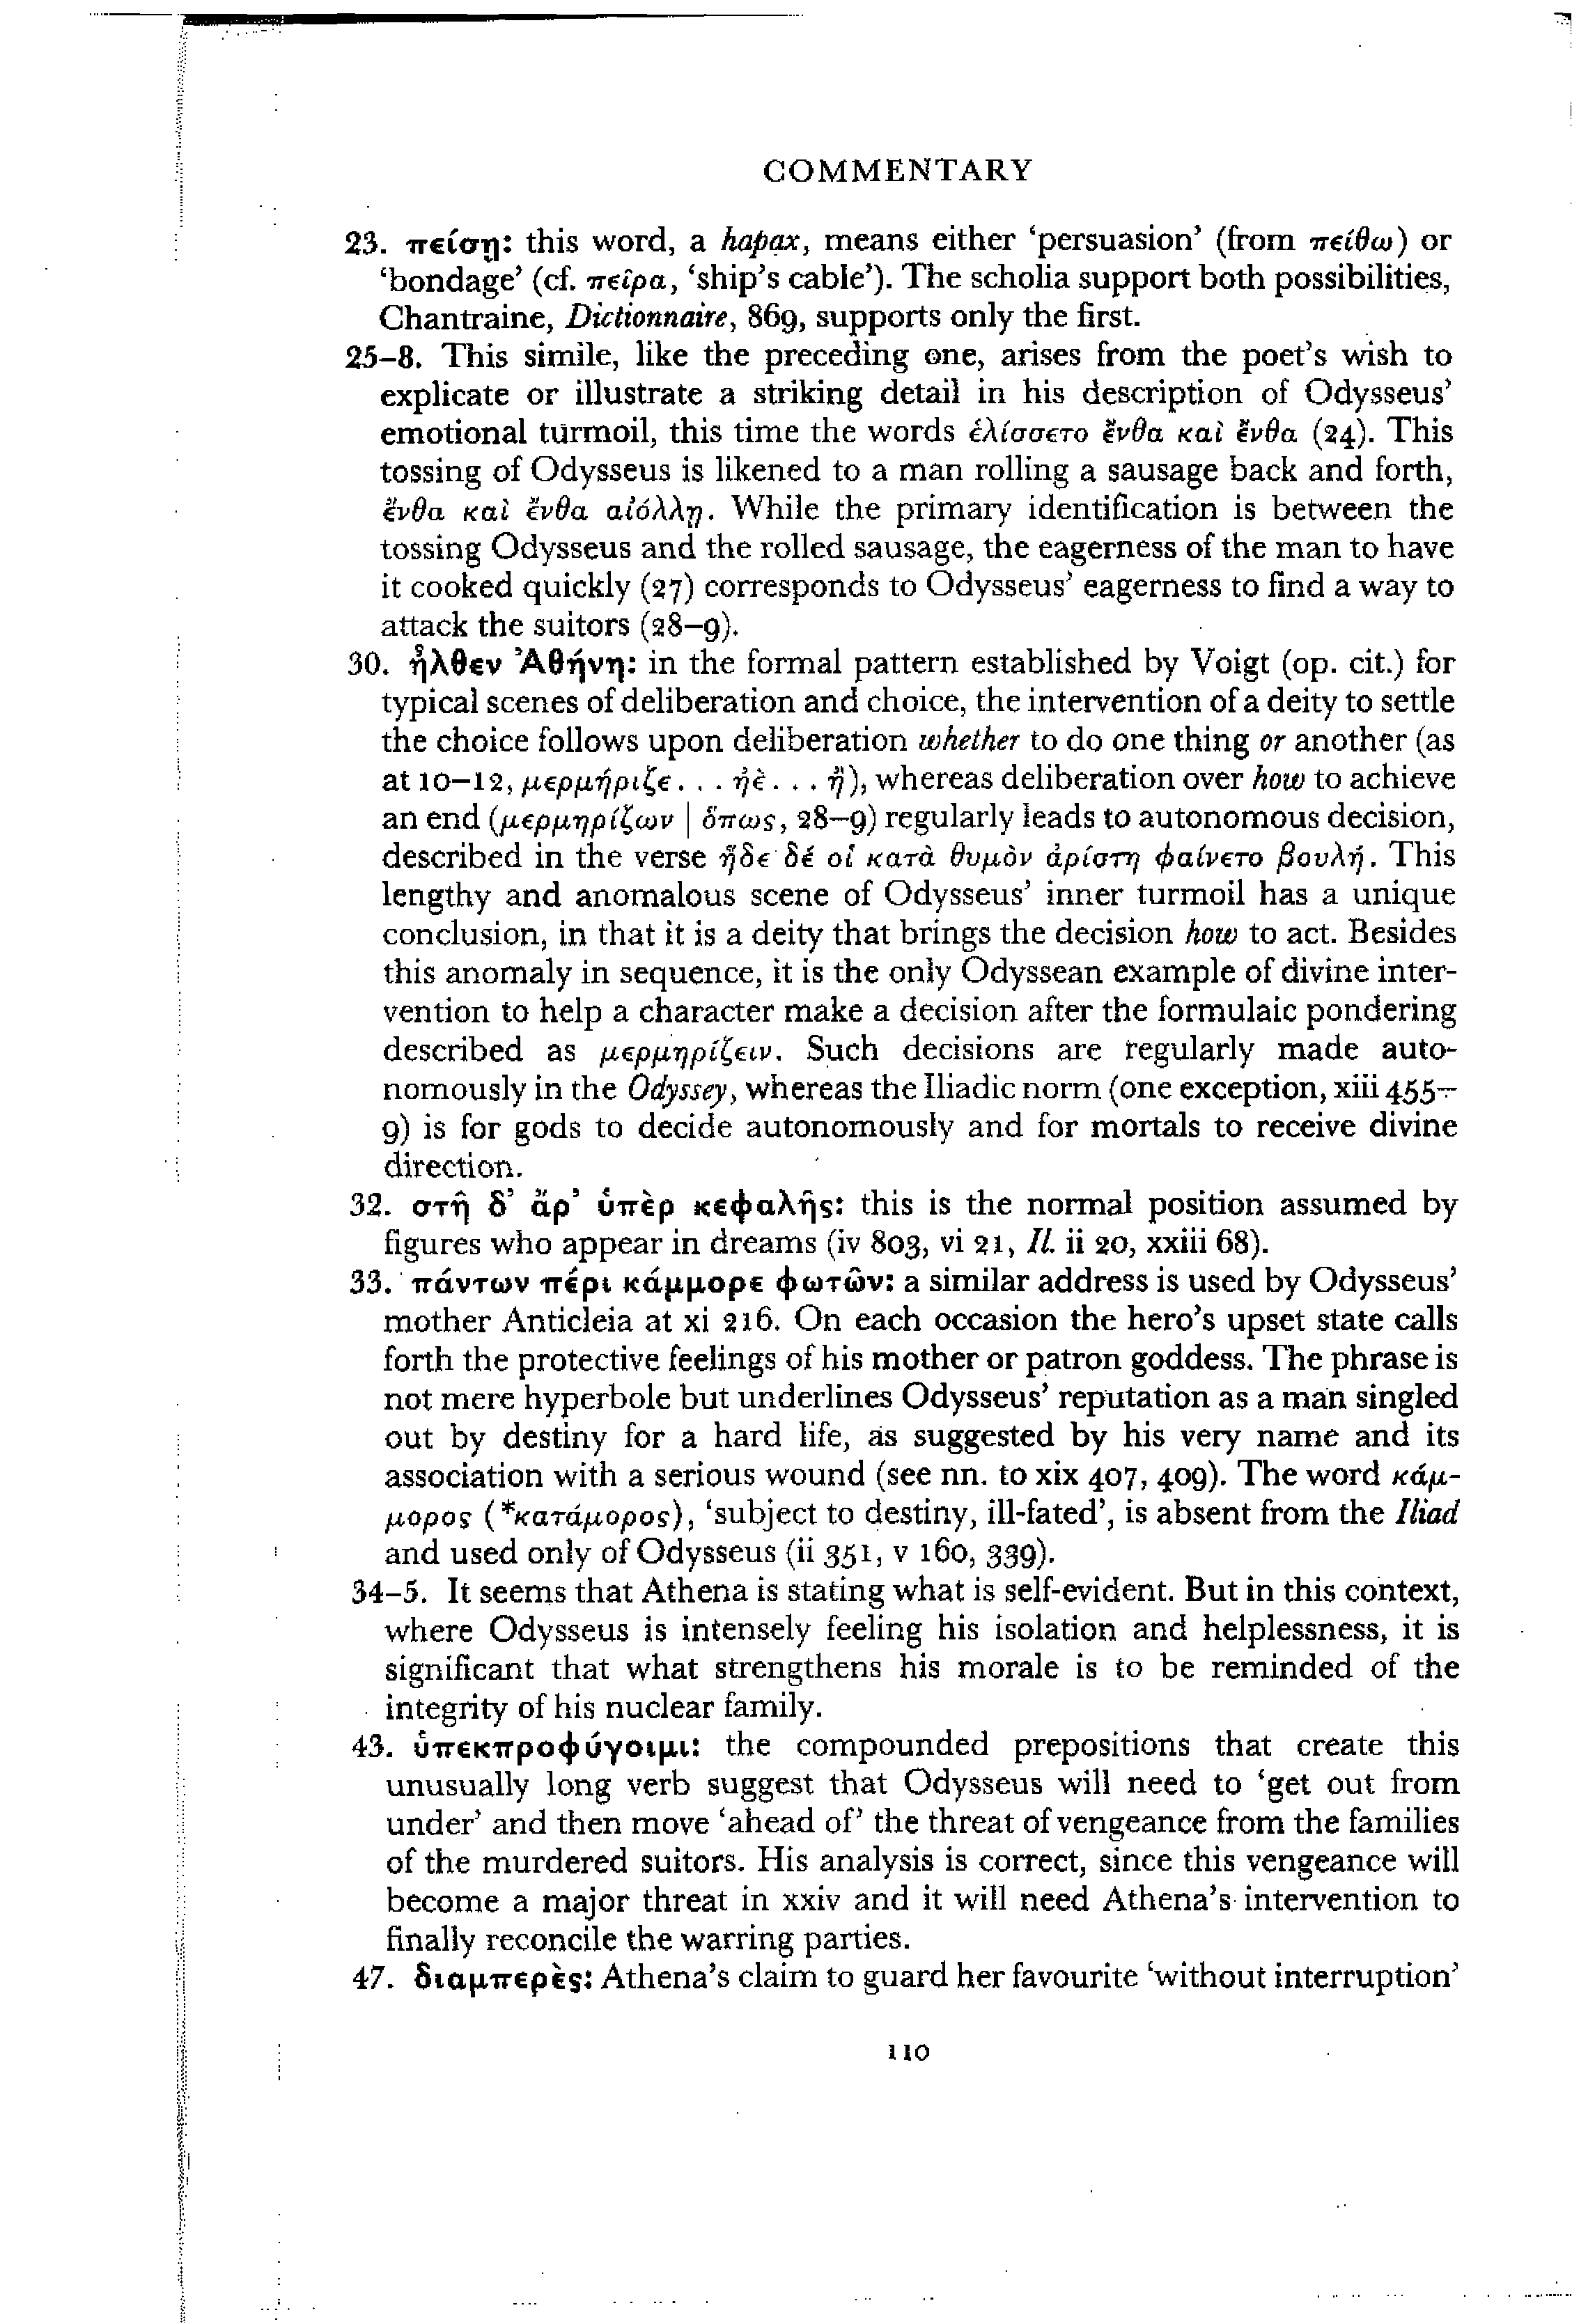 COMMENTARY
23. πείσῃ: this word, a hapax, means either ‘persuasion’ (from πείθω) or
‘bondage’ (cf. πεῖρα, ‘ship’s cable’). The scholia support both possibilities,
Chantraine, Dictionnaire, 869, supports only the first.
25–8. This simile, like the preceding one, arises from the poet’s wish to
explicate or illustrate a striking detail in his description of Odysseus’
emotional turmoil, this time the words ἑλίσσετο ἔνθα καὶ ἔνθα (24). This
tossing of Odysseus is likened to a man rolling a sausage back and forth,
ἔνθα καὶ ἔνθα αἰόλλῃ. While the primary identification is between the
tossing Odysseus and the rolled sausage, the eagerness of the man to have
it cooked quickly (27) corresponds to Odysseus’ eagerness to find a way to
attack the suitors (28–9).
30. ἦλθεν Ἀθήνη: in the formal pattern established by Voigt (op. cit.) for
typical scenes of deliberation and choice, the intervention of a deity to settle
the choice follows upon deliberation whether to do one thing or another (as
at 10–12, μερμήριζε . . . ἠὲ . . . ἦ), whereas deliberation over how to achieve
an end (μερμηρίζων | ὅπως, 28–9) regularly leads to autonomous decision,
described in the verse ἥδε δέ οἱ κατὰ θυμὸν ἀρίστη φαίνετο βουλή. This
lengthy and anomalous scene of Odysseus’ inner turmoil has a unique
conclusion, in that it is a deity that brings the decision how to act. Besides
this anomaly in sequence, it is the only Odyssean example of divine inter-
vention to help a character make a decision after the formulaic pondering
described as μερμηρίζειν. Such decisions are regularly made auto-
nomously in the Odyssey, whereas the Iliadic norm (one exception, xiii 455–
9) is for gods to decide autonomously and for mortals to receive divine
direction.
32. στῆ δ’ ἄρ’ ὑπὲρ κεφαλῆς: this is the normal position assumed by
figures who appear in dreams (iv 803, vi 21, Il. ii 20, xxiii 68).
33. πάντων πέρι κάμμορε φωτῶν: a similar address is used by Odysseus’
mother Anticleia at xi 216. On each occasion the hero’s upset state calls
forth the protective feelings of his mother or patron goddess. The phrase is
not mere hyperbole but underlines Odysseus’ reputation as a man singled
out by destiny for a hard life, as suggested by his very name and its
association with a serious wound (see nn. to xix 407, 409). The word κάμ-
μορος (*κατάμορος), ‘subject to destiny, ill-fated’, is absent from the Iliad
and used only of Odysseus (ii 351, v 160, 339).
34–5. It seems that Athena is stating what is self-evident. But in this context,
where Odysseus is intensely feeling his isolation and helplessness, it is
significant that what strengthens his morale is to be reminded of the
integrity of his nuclear family.
43. ὑπεκπροφύγοιμι: the compounded prepositions that create this
unusually long verb suggest that Odysseus will need to ‘get out from
under’ and then move ‘ahead of’ the threat of vengeance from the families
of the murdered suitors. His analysis is correct, since this vengeance will
become a major threat in xxiv and it will need Athena’s intervention to
finally reconcile the warring parties.
47. διαμπερὲς: Athena’s claim to guard her favourite ‘without interruption’
110